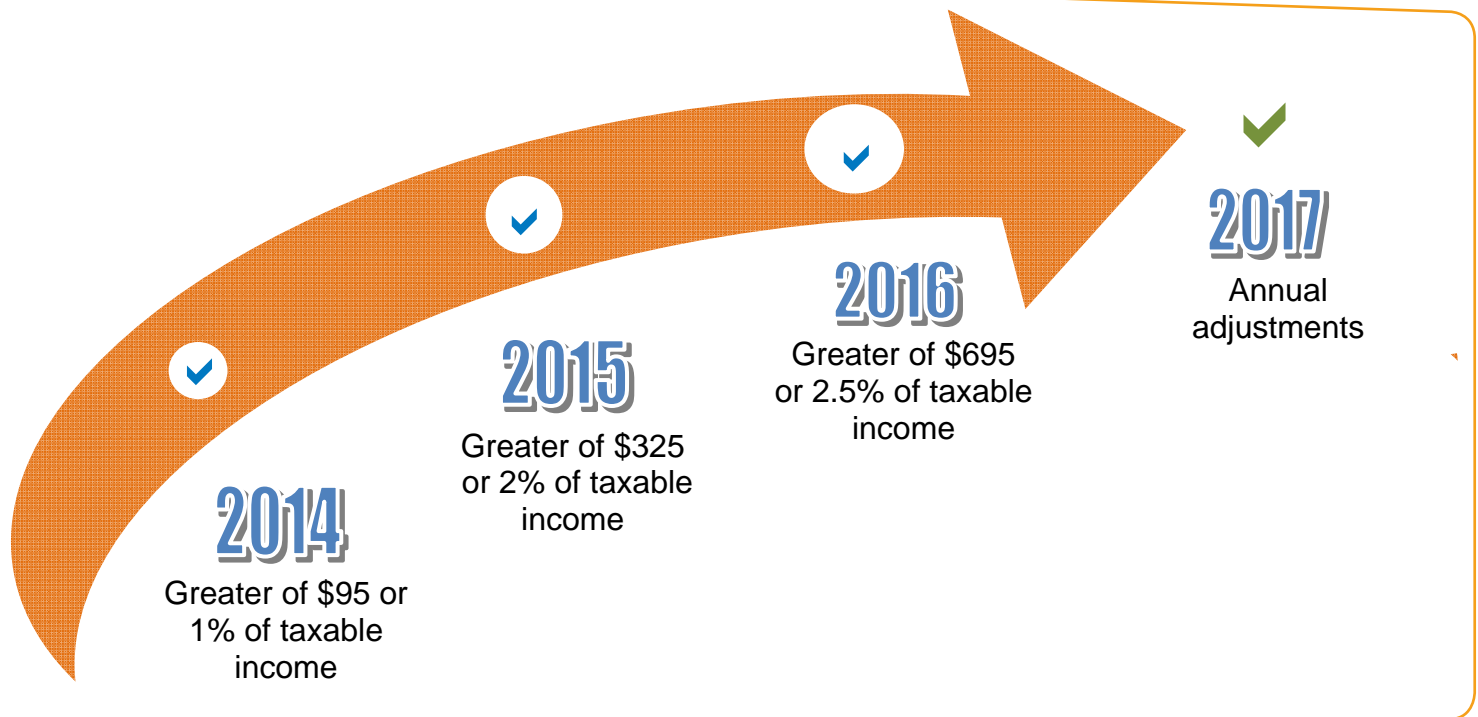 2014
Greater of $95 or
1% of taxable
income
2015
Greater of $325
or 2% of taxable
income
2016
Greater of $695
or 2.5% of taxable
income
2017
Annual
adjustments